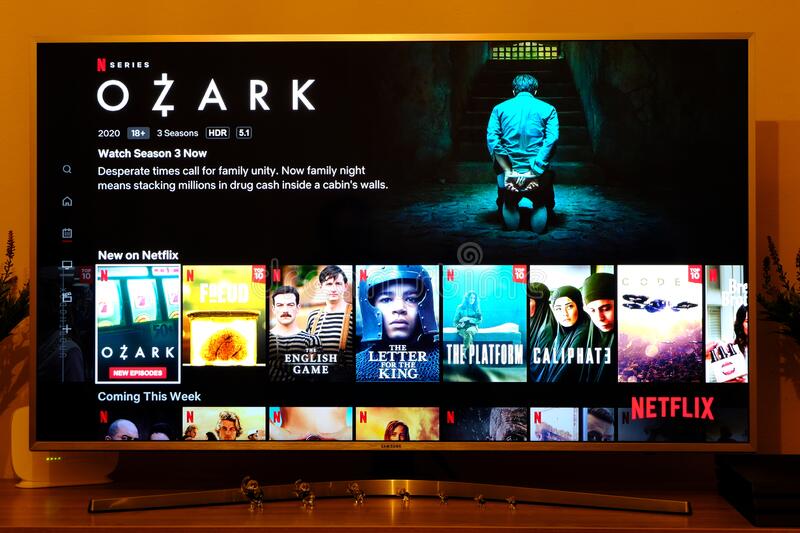 N SERIES
OZARK
2020 18+ 3 Seasons HDR 5.1
Watch Season 3 Now
Desperate times call for family unity. Now family night
means stacking millions in drug cash inside a cabin's walls.
New on Netflix
TOP 10
N
OZARK
NEW EPISODES
N
TOP 10
FREUD
N
THE
ENGLISH
GAME
N
THE
LETTER
FOR THE
KING
N
TOP 10
THE PLATFORM
N
CALIPHATE
TOP 10
CODE 8
N
Coming This Week
N
N
N
N
N
N
NETFLIX
SAMSUNG
dreamstime